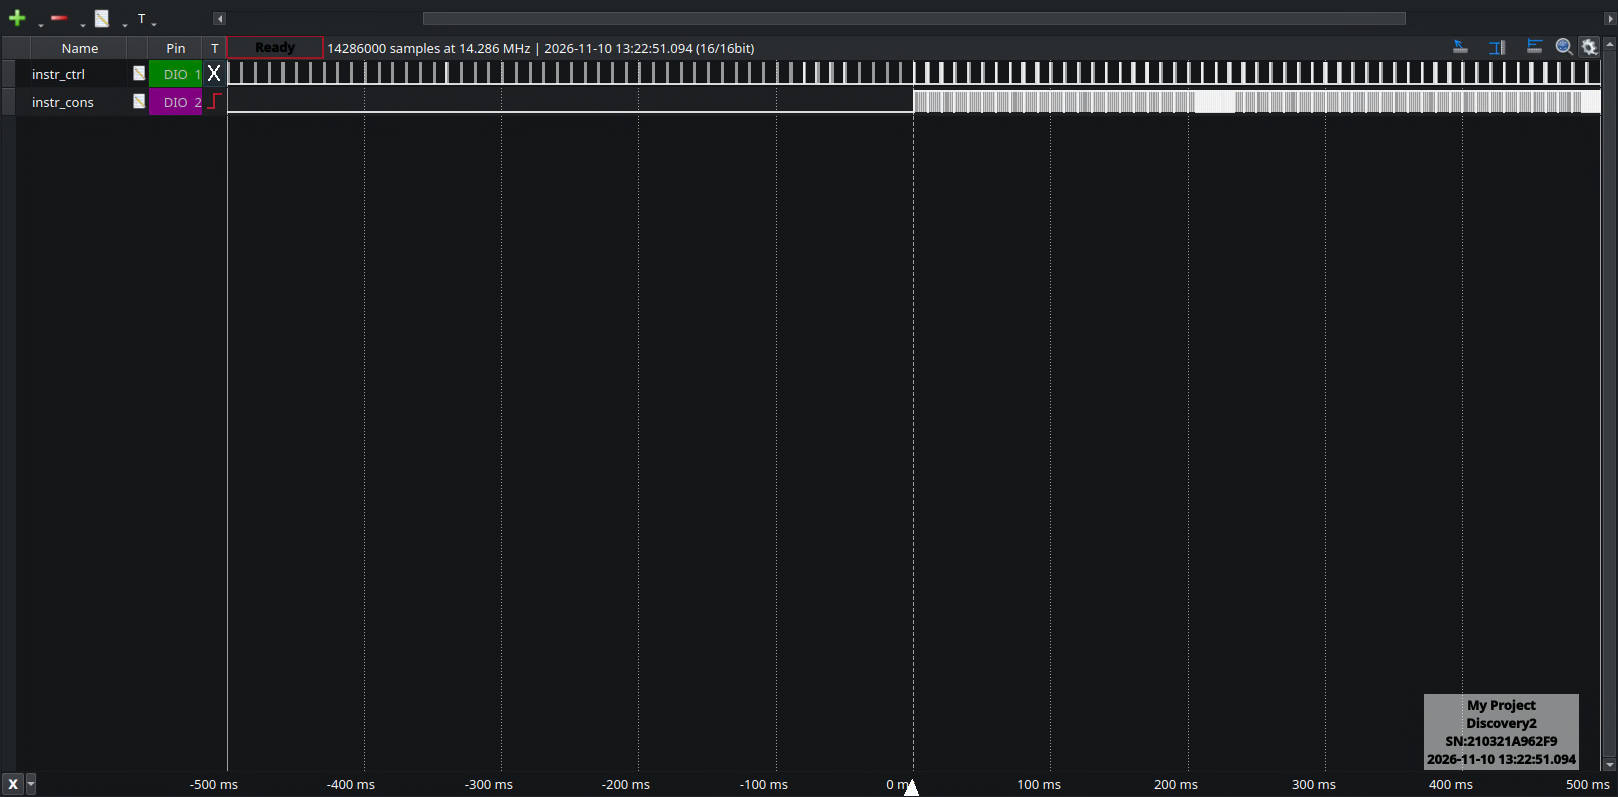 T
Name Pin T Ready 14286000 samples at 14.286 MHz | 2026-11-10 13:22:51.094 (16/16bit)
instr_ctrl DIO 1 X
instr_cons DIO 2
My Project
Discovery2
SN:210321A962F9
2026-11-10 13:22:51.094
X -500 ms -400 ms -300 ms -200 ms -100 ms 0 m 100 ms 200 ms 300 ms 400 ms 500 ms